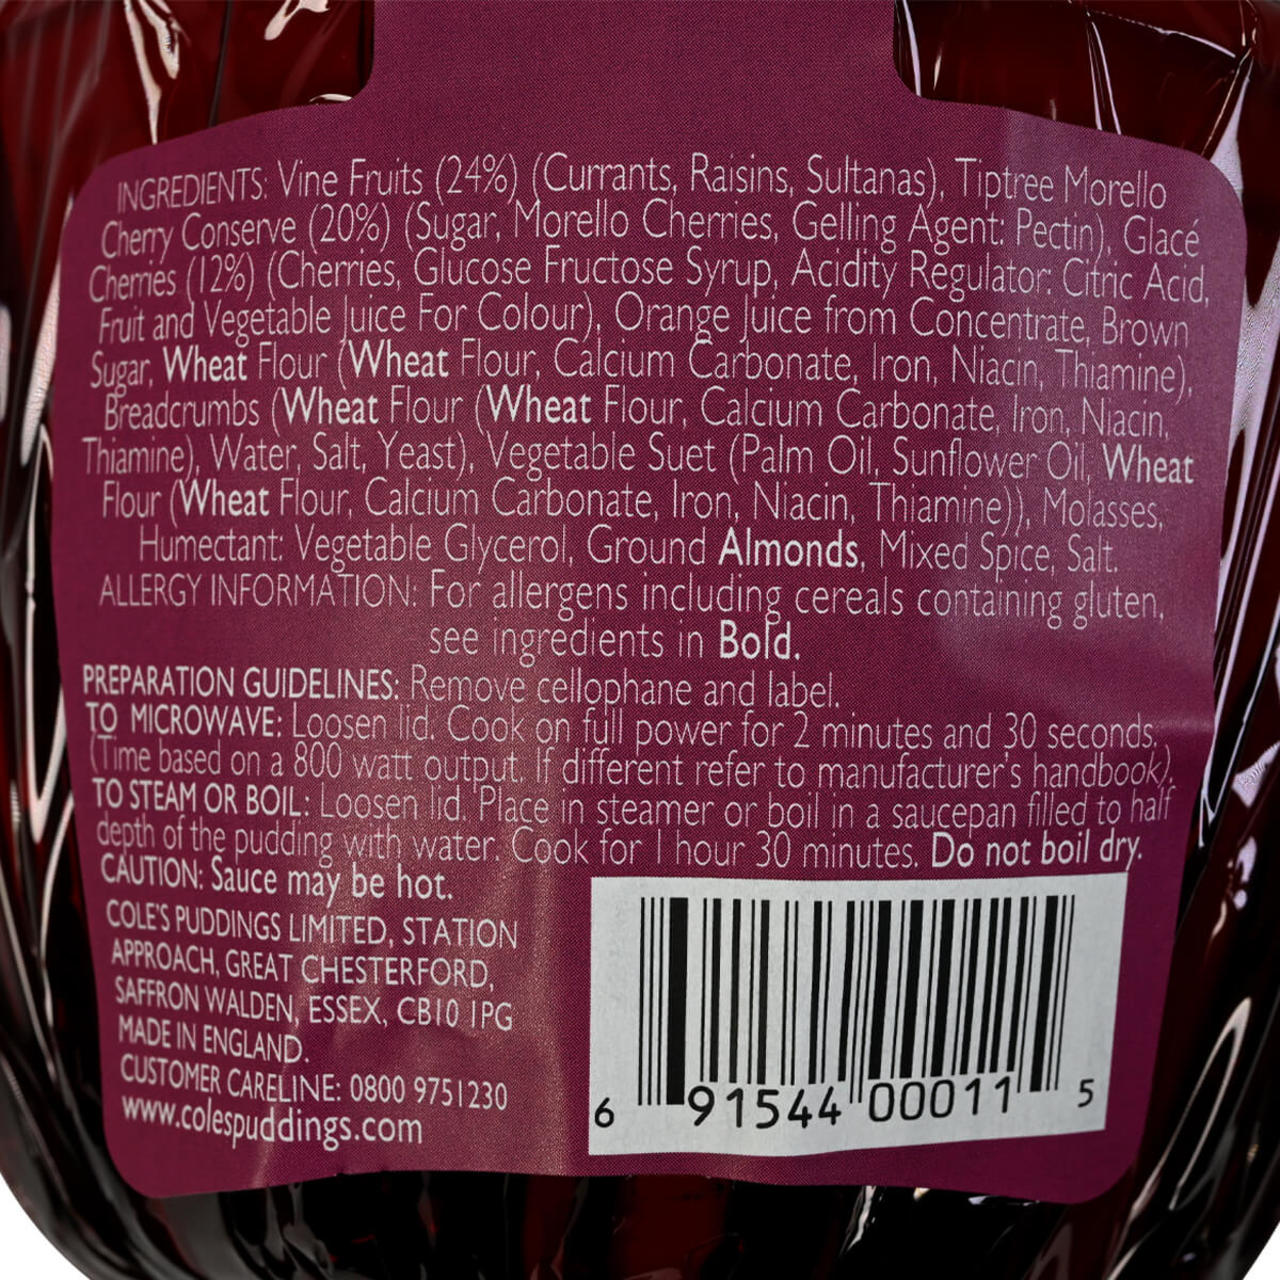 INGREDIENTS: Vine Fruits (24%) (Currants, Raisins, Sultanas), Tiptree Morello
Cherry Conserve (20%) (Sugar, Morello Cherries, Gelling Agent: Pectin), Glacé
Cherries (12%) (Cherries, Glucose Fructose Syrup, Acidity Regulator: Citric Acid,
Fruit and Vegetable Juice For Colour), Orange Juice from Concentrate, Brown
Sugar, Wheat Flour (Wheat Flour, Calcium Carbonate, Iron, Niacin, Thiamine),
Breadcrumbs (Wheat Flour (Wheat Flour, Calcium Carbonate, Iron, Niacin,
Thiamine), Water, Salt, Yeast), Vegetable Suet (Palm Oil, Sunflower Oil, Wheat
Flour (Wheat Flour, Calcium Carbonate, Iron, Niacin, Thiamine)), Molasses,
Humectant: Vegetable Glycerol, Ground Almonds, Mixed Spice, Salt.
ALLERGY INFORMATION: For allergens including cereals containing gluten,
see ingredients in Bold.
PREPARATION GUIDELINES: Remove cellophane and label.
TO MICROWAVE: Loosen lid. Cook on full power for 2 minutes and 30 seconds.
(Time based on a 800 watt output. If different refer to manufacturer's handbook).
TO STEAM OR BOIL: Loosen lid. Place in steamer or boil in a saucepan filled to half
depth of the pudding with water. Cook for 1 hour 30 minutes. Do not boil dry.
CAUTION: Sauce may be hot.
COLE'S PUDDINGS LIMITED, STATION
APPROACH, GREAT CHESTERFORD,
SAFFRON WALDEN, ESSEX, CB10 1PG
MADE IN ENGLAND.
CUSTOMER CARELINE: 0800 9751230
www.colespuddings.com
6 91544 00011 5